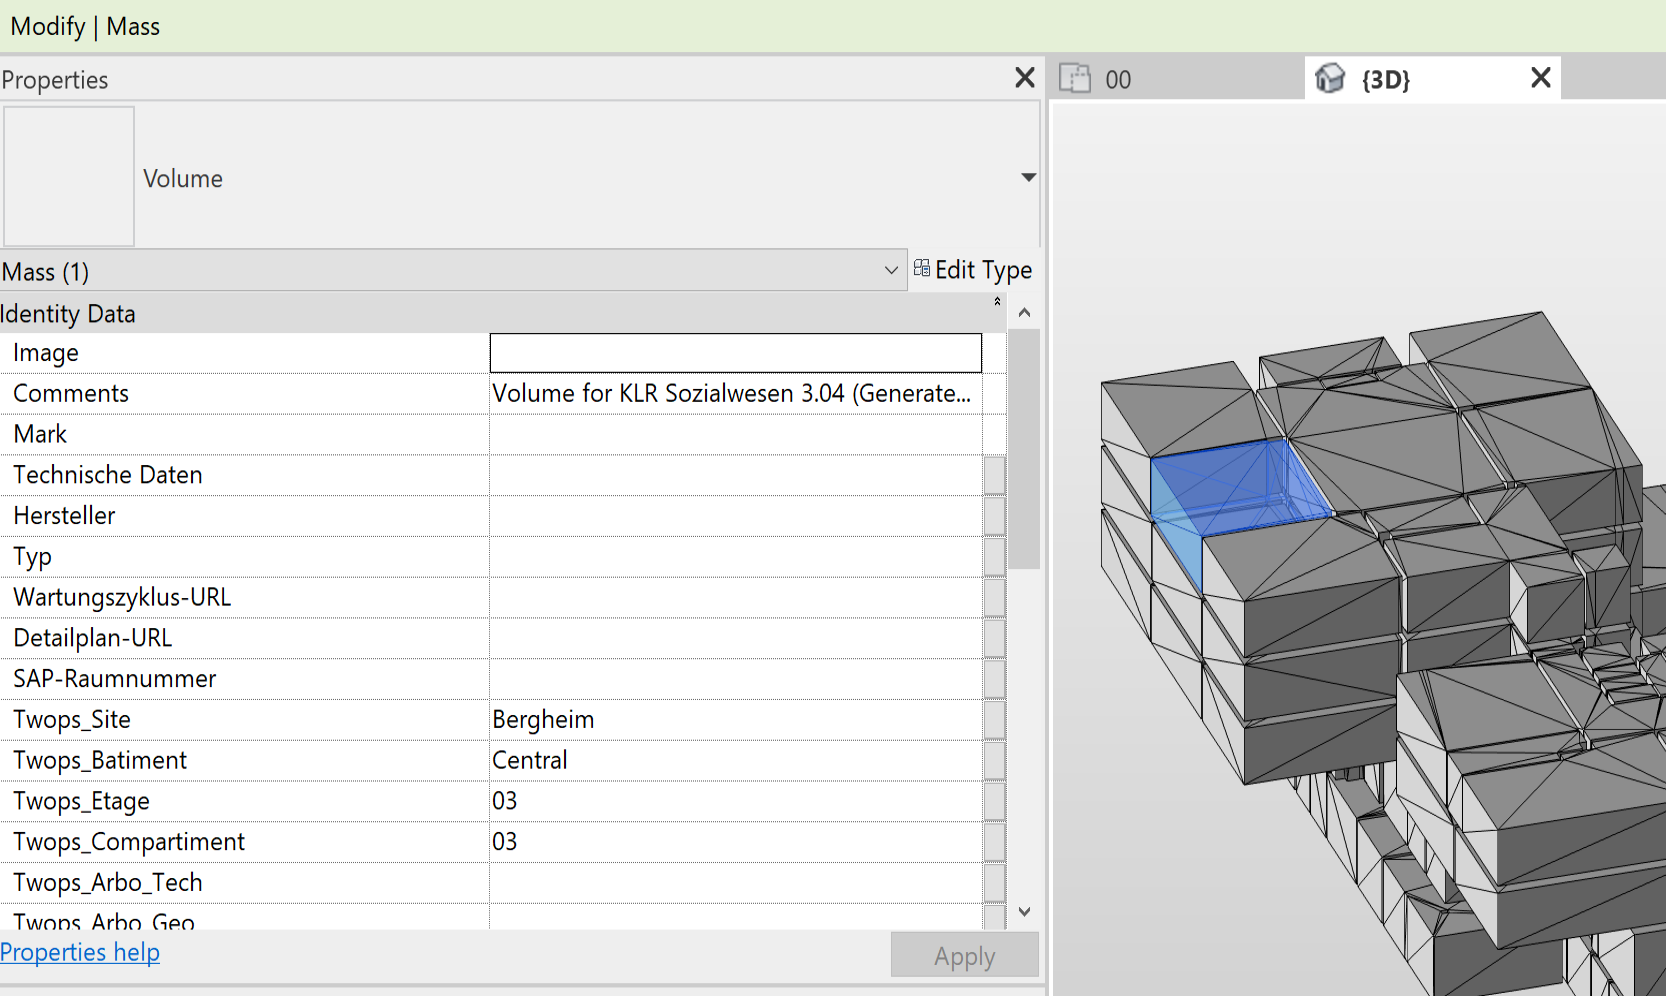 Modify | Mass
Properties
00
{3D}
Volume
Mass (1)
Edit Type
Identity Data
Image
Comments Volume for KLR Sozialwesen 3.04 (Generate...
Mark
Technische Daten
Hersteller
Typ
Wartungszyklus-URL
Detailplan-URL
SAP-Raumnummer
Twops_Site Bergheim
Twops_Batiment Central
Twops_Etage 03
Twops_Compartiment 03
Twops_Arbo_Tech
Twops_Arbo_Geo
Properties help
Apply